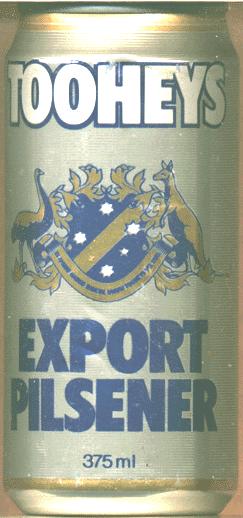 TOOHEYS
EXPORT
PILSENER
375ml